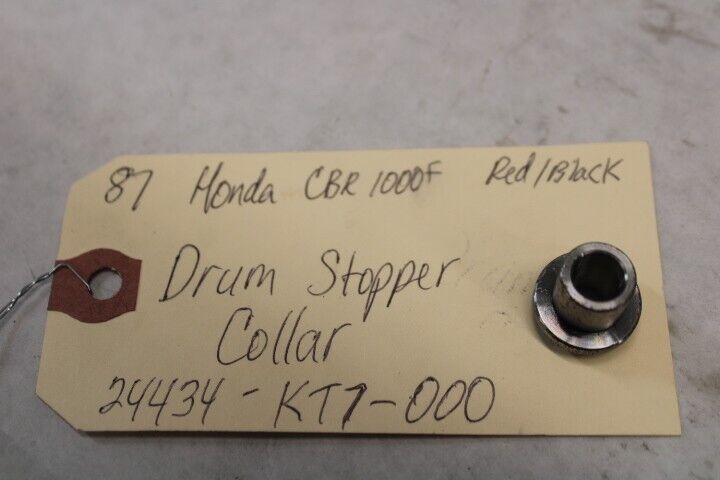 87 Honda CBR 1000F Red/Black
Drum Stopper
Collar
24434-KT7-000